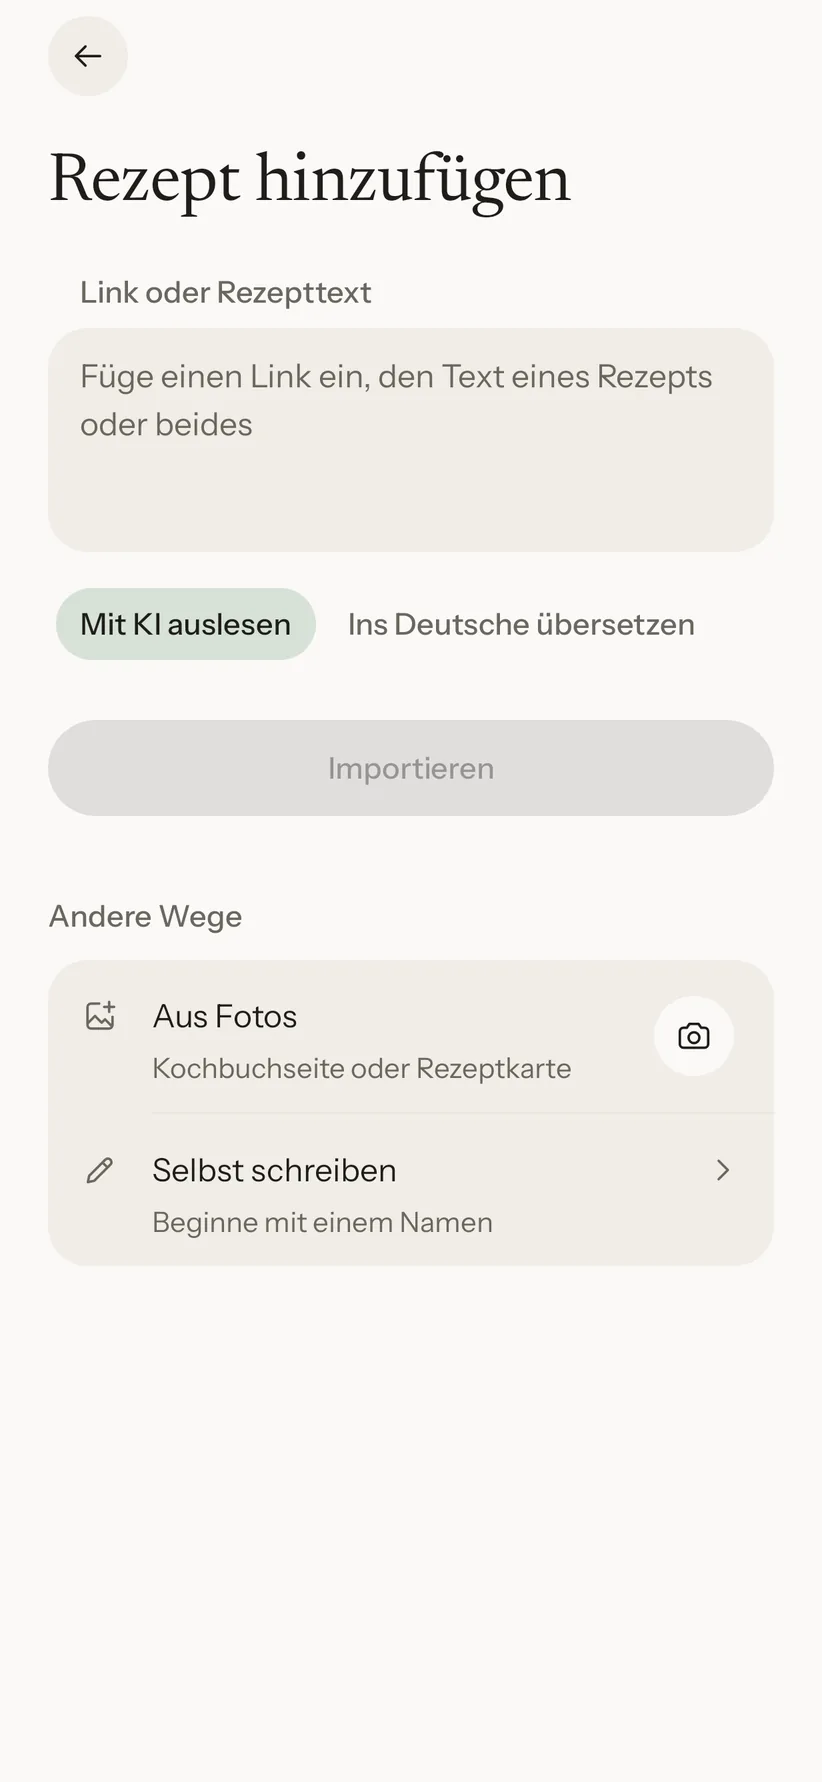 Rezept hinzufügen
Link oder Rezepttext
Füge einen Link ein, den Text eines Rezepts
oder beides
Mit KI auslesen
Ins Deutsche übersetzen
Importieren
Andere Wege
Aus Fotos
Kochbuchseite oder Rezeptkarte
Selbst schreiben
Beginne mit einem Namen